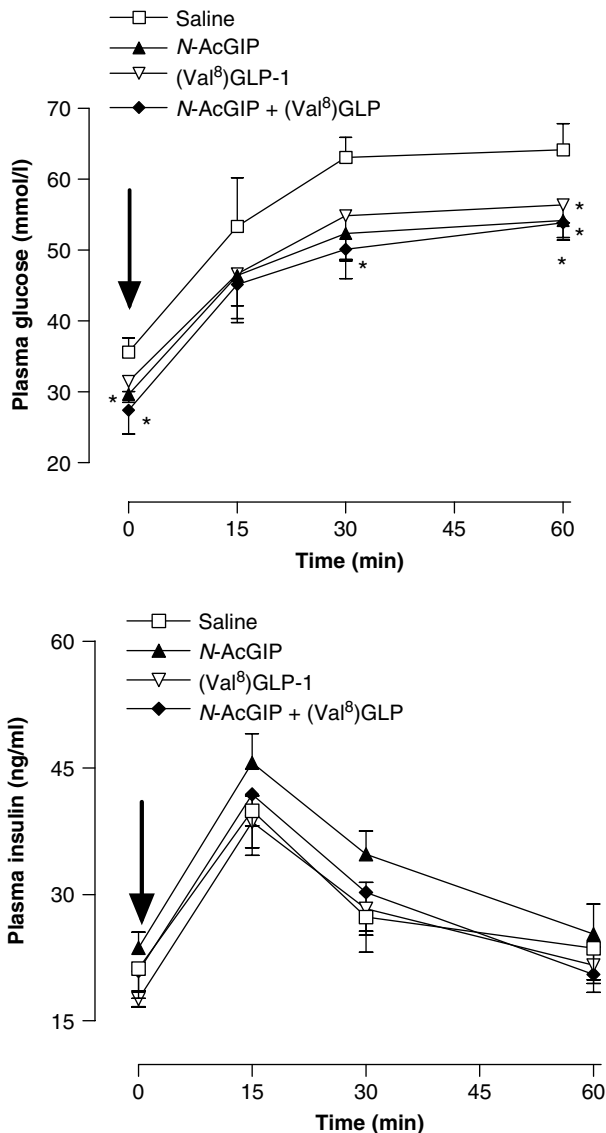 Saline
N-AcGIP
(Val⁸)GLP-1
N-AcGIP + (Val⁸)GLP
Plasma glucose (mmol/l)
70
60
50
40
30
20
*
*
*
*
*
*
0
15
30
45
60
Time (min)
Saline
N-AcGIP
(Val⁸)GLP-1
N-AcGIP + (Val⁸)GLP
Plasma insulin (ng/ml)
60
45
30
15
0
15
30
45
60
Time (min)